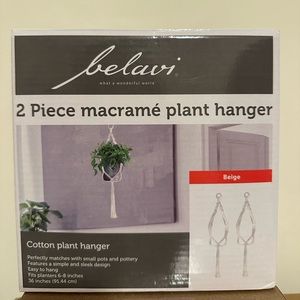 belavi
what a wonderful world
2 Piece macramé plant hanger
Beige
Cotton plant hanger
Perfectly matches with small pots and pottery
Features a simple and sleek design
Easy to hang
Fits planters 6-8 inches
36 inches (91.44 cm)